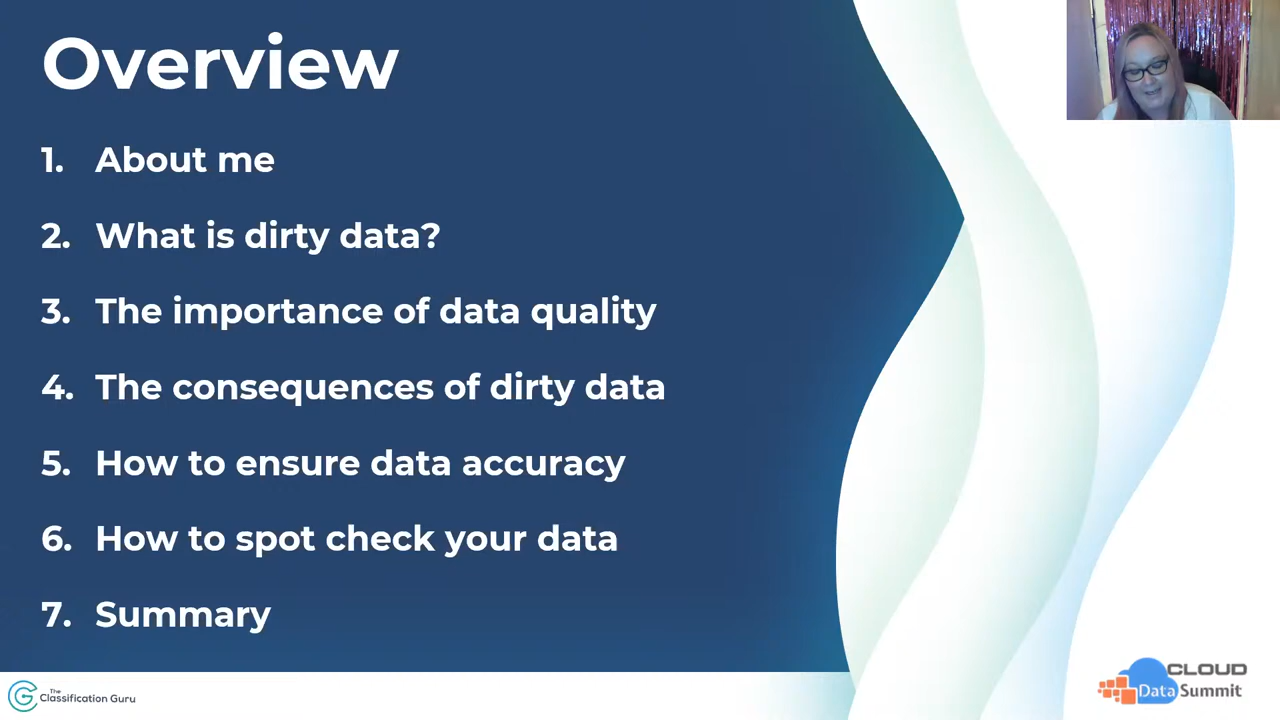 Overview
1. About me
2. What is dirty data?
3. The importance of data quality
4. The consequences of dirty data
5. How to ensure data accuracy
6. How to spot check your data
7. Summary
The
Classification Guru
CLOUD
Data Summit